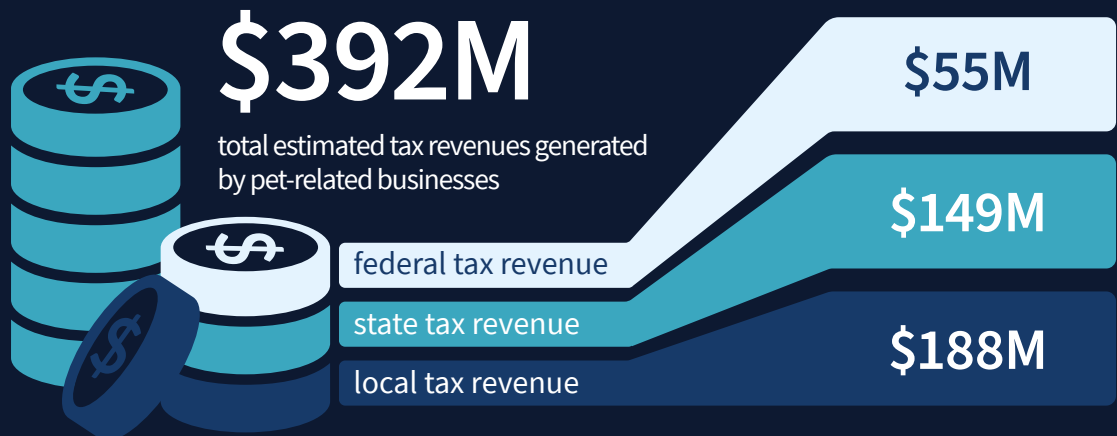 $392M
total estimated tax revenues generated
by pet-related businesses
federal tax revenue
$55M
state tax revenue
$149M
local tax revenue
$188M
$
$
$